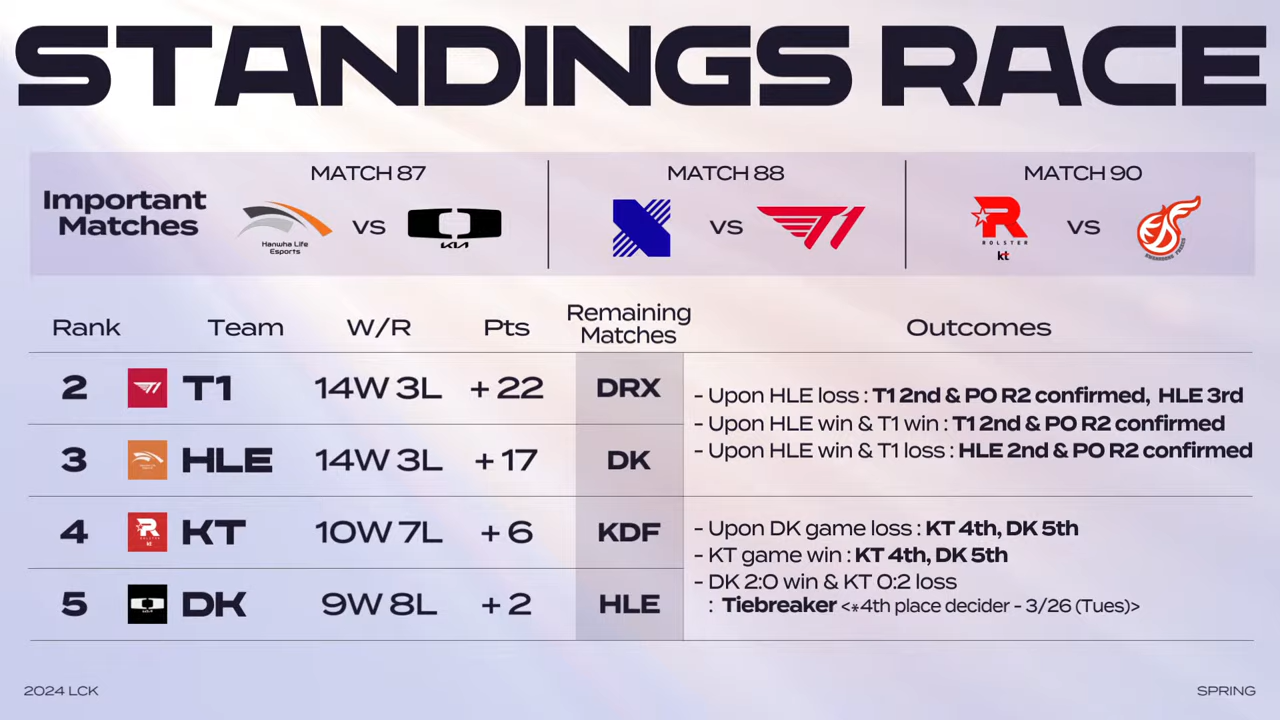 STANDINGS RACE
Important
Matches
MATCH 87
Hanwha Life
Esports
VS
KIA
MATCH 88
VS
T1
MATCH 90
R
ROLSTER
kt
VS
Rank
Team
W/R
Pts
Remaining
Matches
Outcomes
2 T1 T1 14W 3L + 22 DRX
3 HLE 14W 3L + 17 DK
- Upon HLE loss : T1 2nd & PO R2 confirmed, HLE 3rd
- Upon HLE win & T1 win : T1 2nd & PO R2 confirmed
- Upon HLE win & T1 loss : HLE 2nd & PO R2 confirmed
4 R KT 10W 7L + 6 KDF
5 DK 9W 8L + 2 HLE
- Upon DK game loss : KT 4th, DK 5th
- KT game win : KT 4th, DK 5th
- DK 2:0 win & KT 0:2 loss
: Tiebreaker <*4th place decider - 3/26 (Tues)>
2024 LCK
SPRING